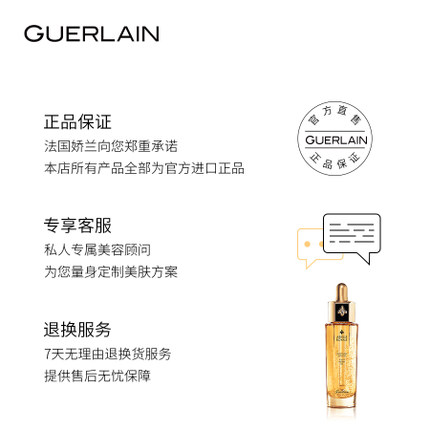 GUERLAIN
正品保证
法国娇兰向您郑重承诺
本店所有产品全部为官方进口正品
官方直售
GUERLAIN
正品保证
专享客服
私人专属美容顾问
为您量身定制美肤方案
退换服务
7天无理由退换货服务
提供售后无忧保障